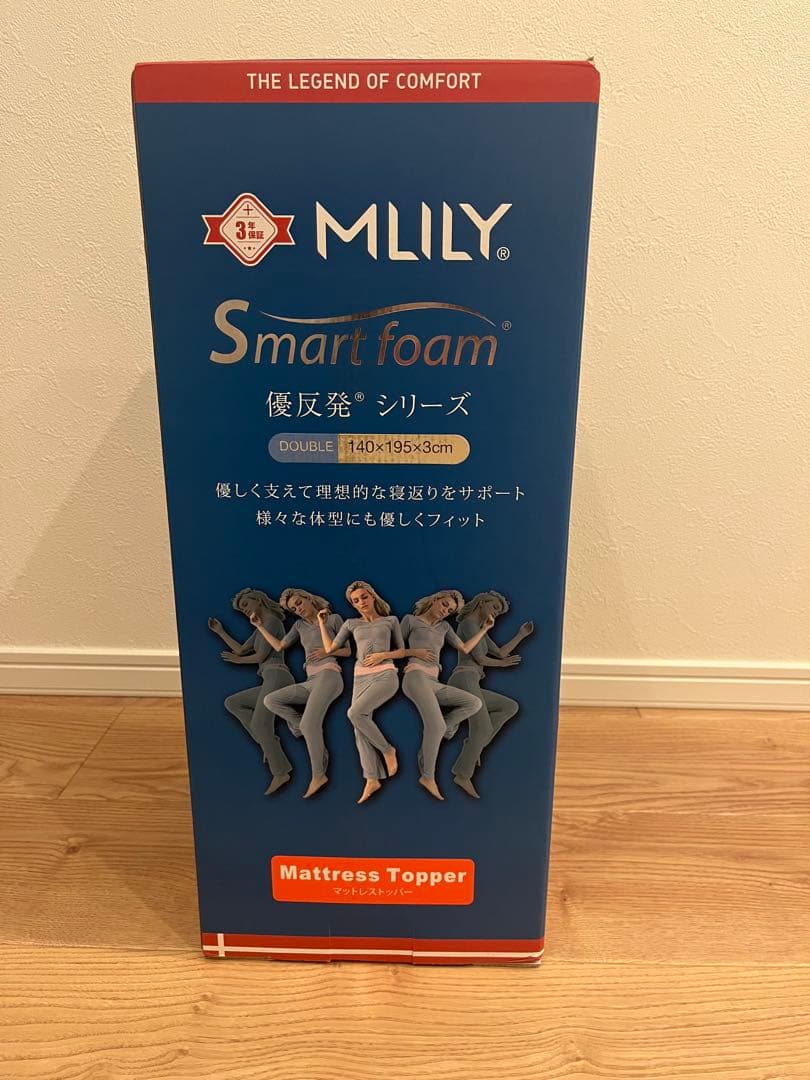 THE LEGEND OF COMFORT
3年保証
MLILY®
Smart foam®
優反発® シリーズ
DOUBLE 140×195×3cm
優しく支えて理想的な寝返りをサポート
様々な体型にも優しくフィット
Mattress Topper
マットレストッパー